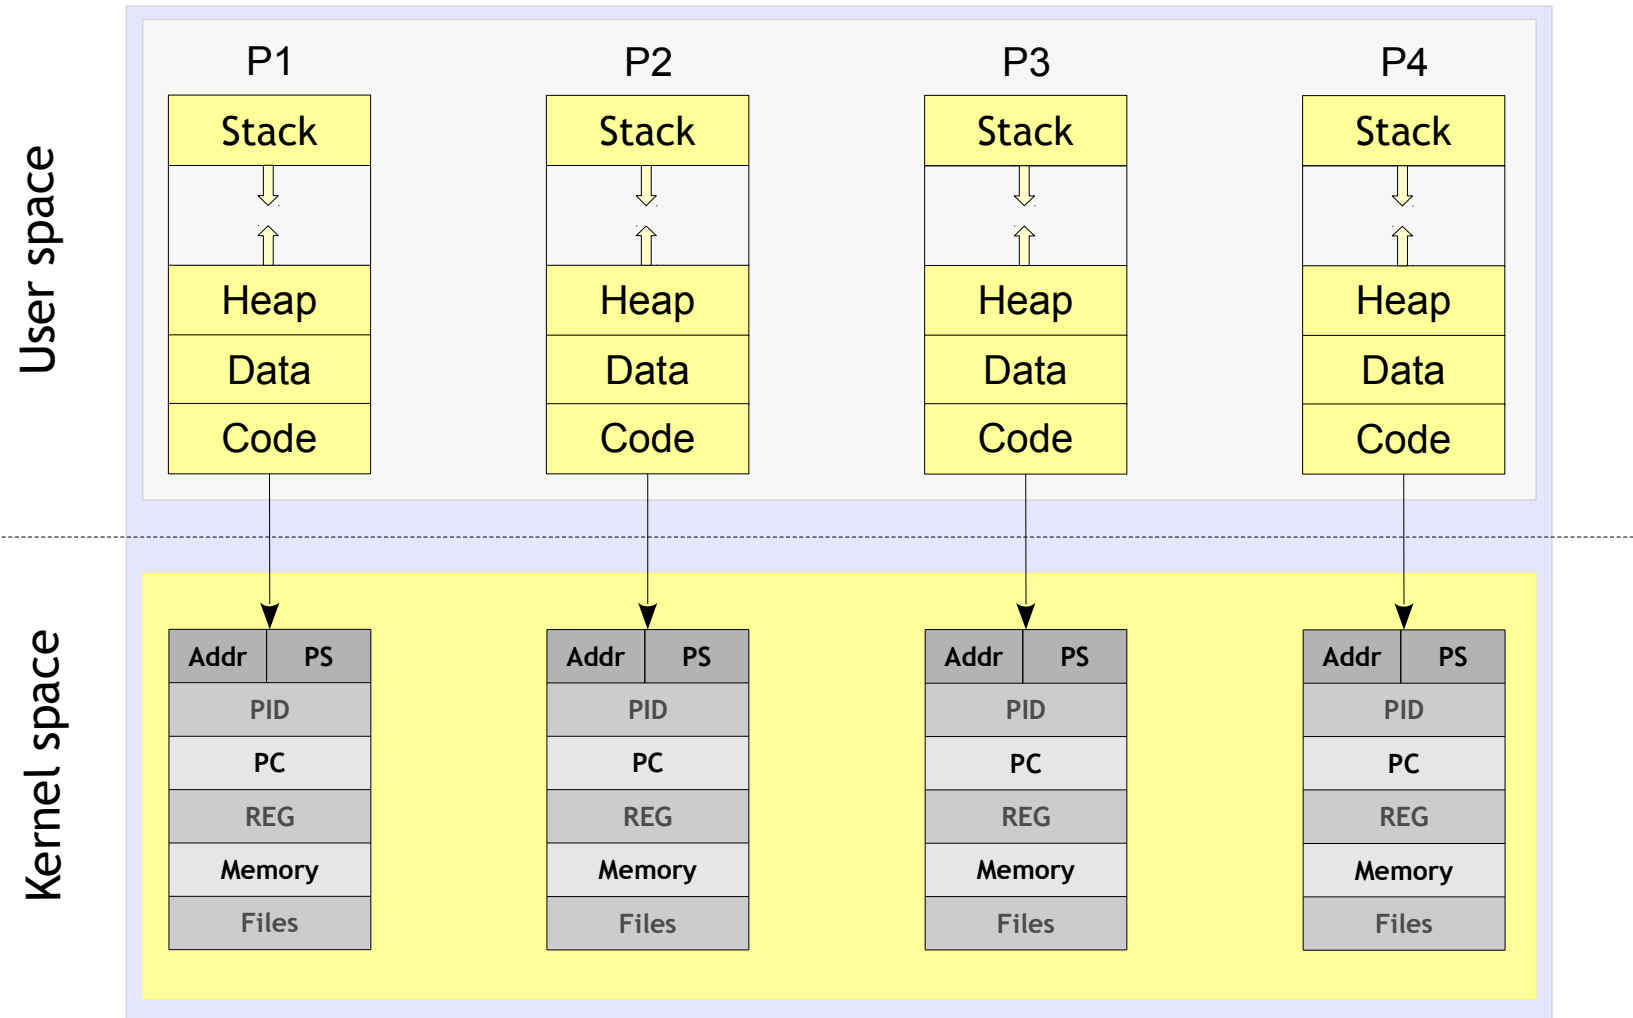 P1 P2 P3 P4
Stack Stack Stack Stack
Heap Heap Heap Heap
Data Data Data Data
Code Code Code Code
User space
Addr PS Addr PS Addr PS Addr PS
PID PID PID PID
PC PC PC PC
REG REG REG REG
Memory Memory Memory Memory
Files Files Files Files
Kernel space